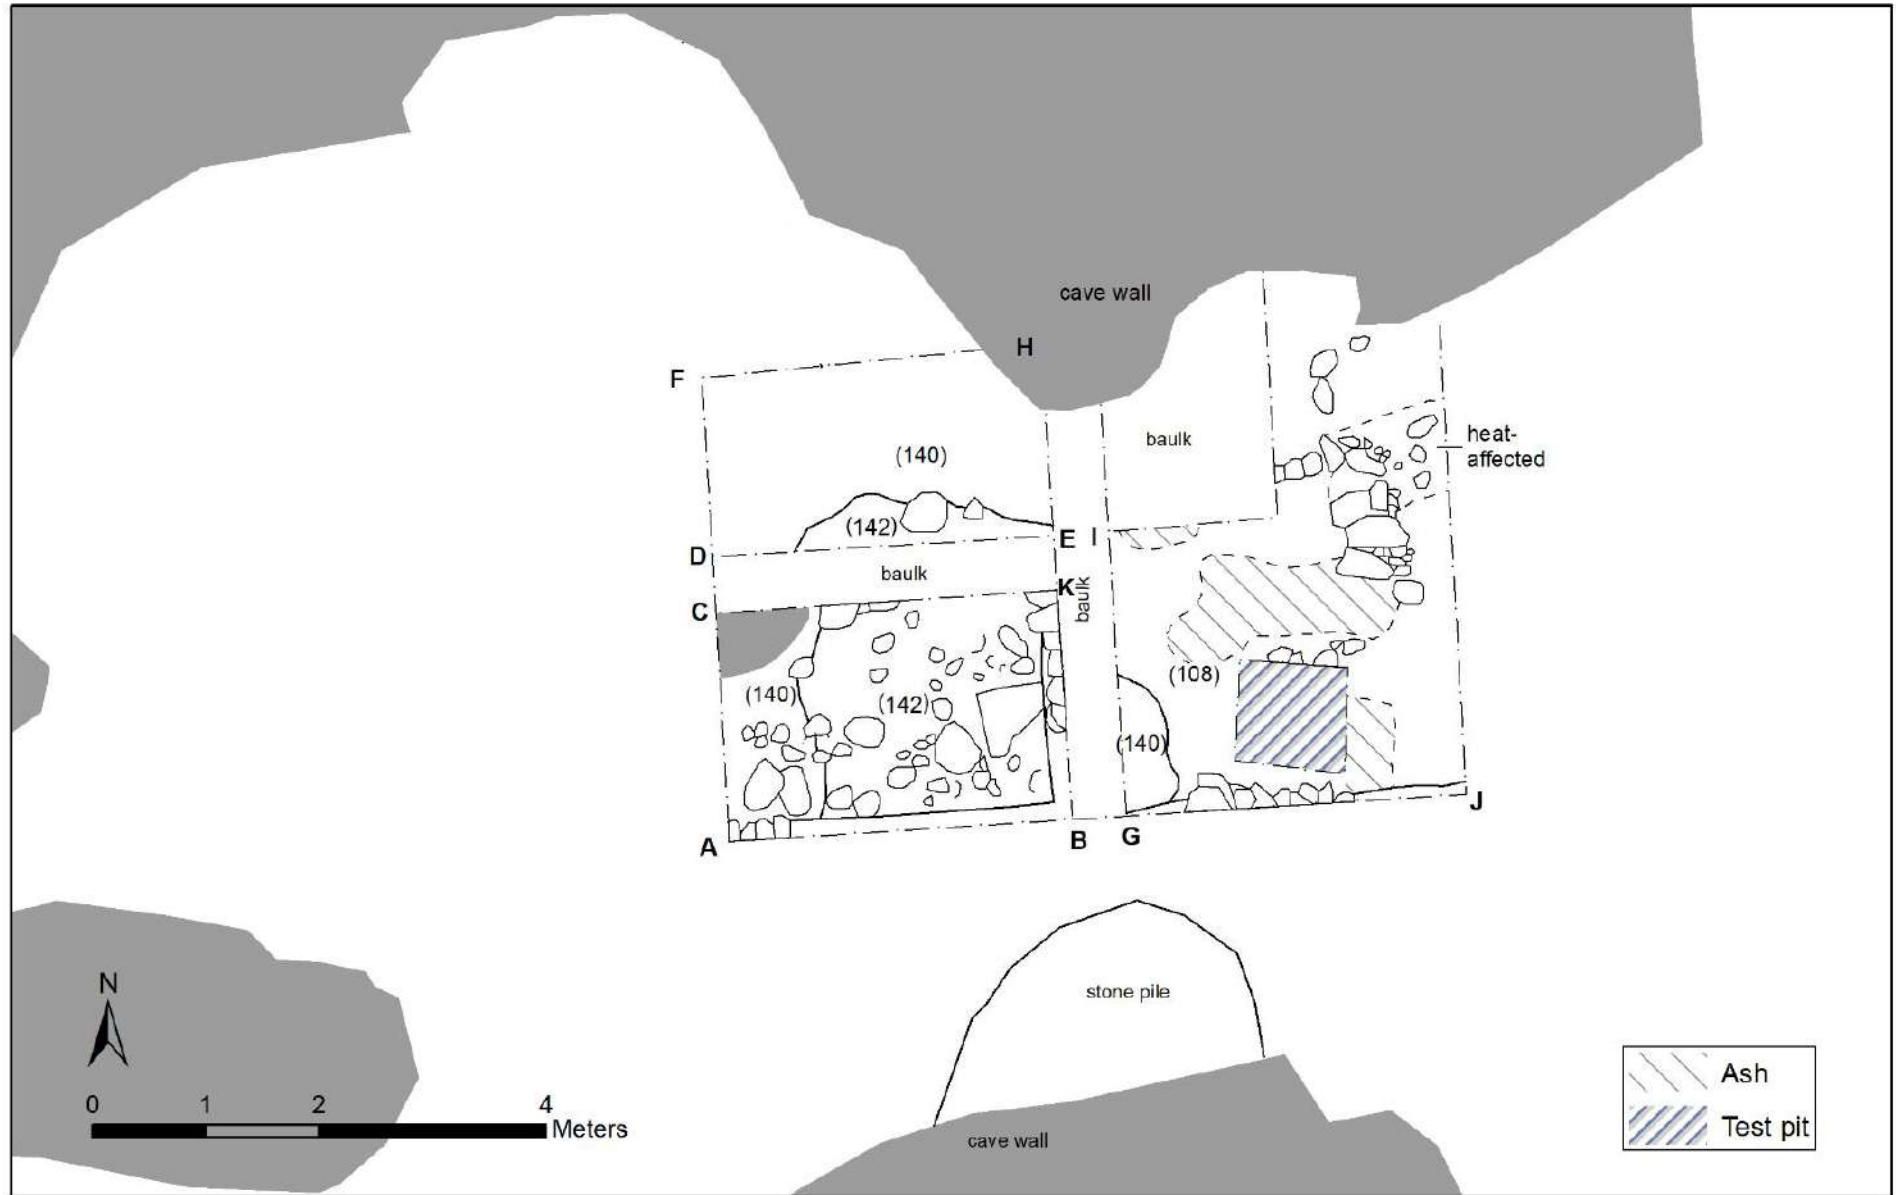 cave wall
H
F
baulk
(140)
heat-
affected
(142)
E
I
D
baulk
K
baulk
C
(108)
(140)
(142)
(140)
J
A
B
G
N
stone pile
0
1
2
4
Meters
Ash
Test pit
cave wall